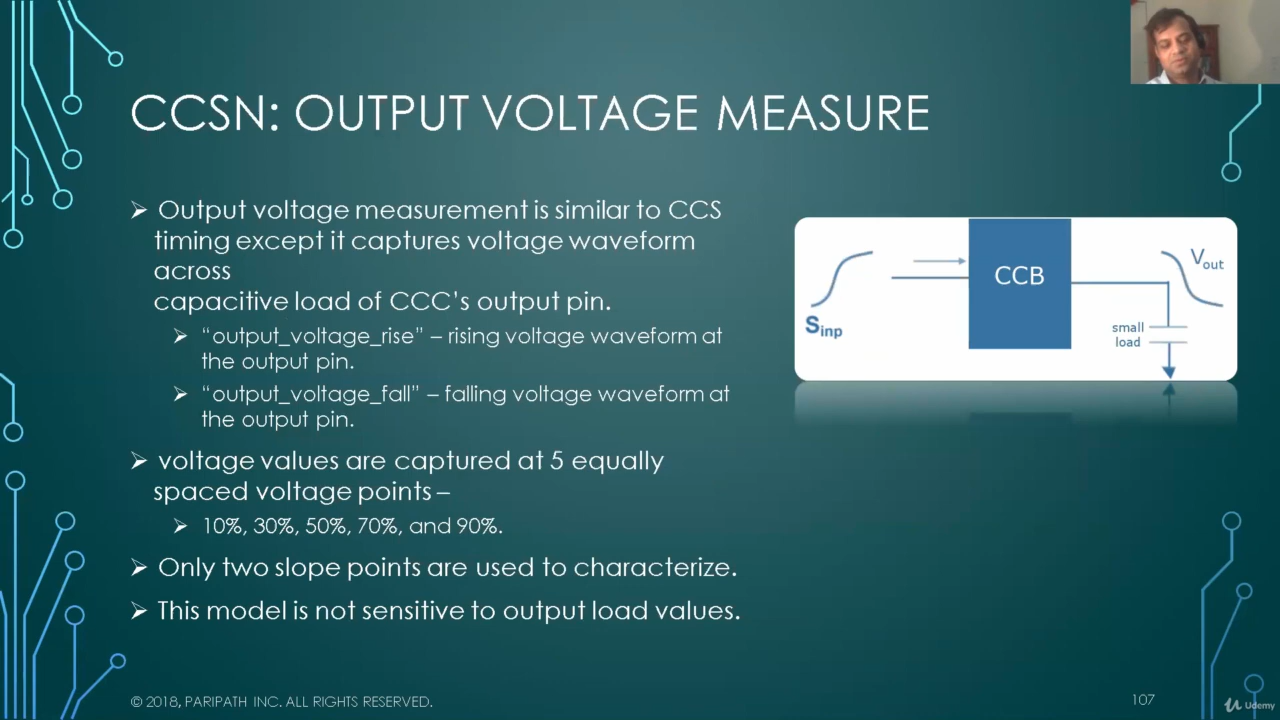 CCSN: OUTPUT VOLTAGE MEASURE
➢ Output voltage measurement is similar to CCS
timing except it captures voltage waveform
across
capacitive load of CCC's output pin.
➢ “output_voltage_rise” – rising voltage waveform at
the output pin.
➢ “output_voltage_fall” – falling voltage waveform at
the output pin.
➢ voltage values are captured at 5 equally
spaced voltage points –
➢ 10%, 30%, 50%, 70%, and 90%.
➢ Only two slope points are used to characterize.
➢ This model is not sensitive to output load values.
Sinp
CCB
Vout
small
load
© 2018, PARIPATH INC. ALL RIGHTS RESERVED.
107
Udemy